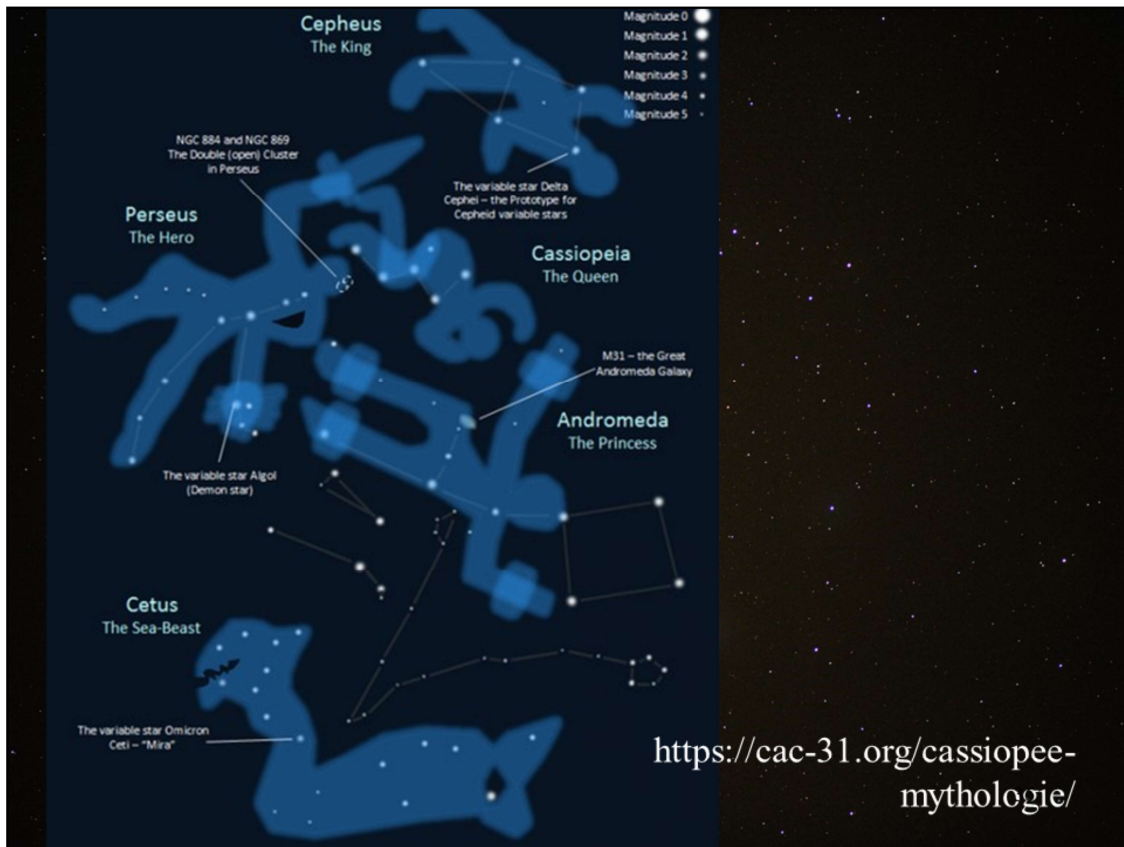 Cepheus
The King
Magnitude 0
Magnitude 1
Magnitude 2
Magnitude 3
Magnitude 4
Magnitude 5
NGC 884 and NGC 869
The Double (open) Cluster
in Perseus
The variable star Delta
Cephei – the Prototype for
Cepheid variable stars
Perseus
The Hero
Cassiopeia
The Queen
M31 – the Great
Andromeda Galaxy
Andromeda
The Princess
The variable star Algol
(Demon star)
Cetus
The Sea-Beast
The variable star Omicron
Ceti – "Mira"
https://cac-31.org/cassiopee-
mythologie/